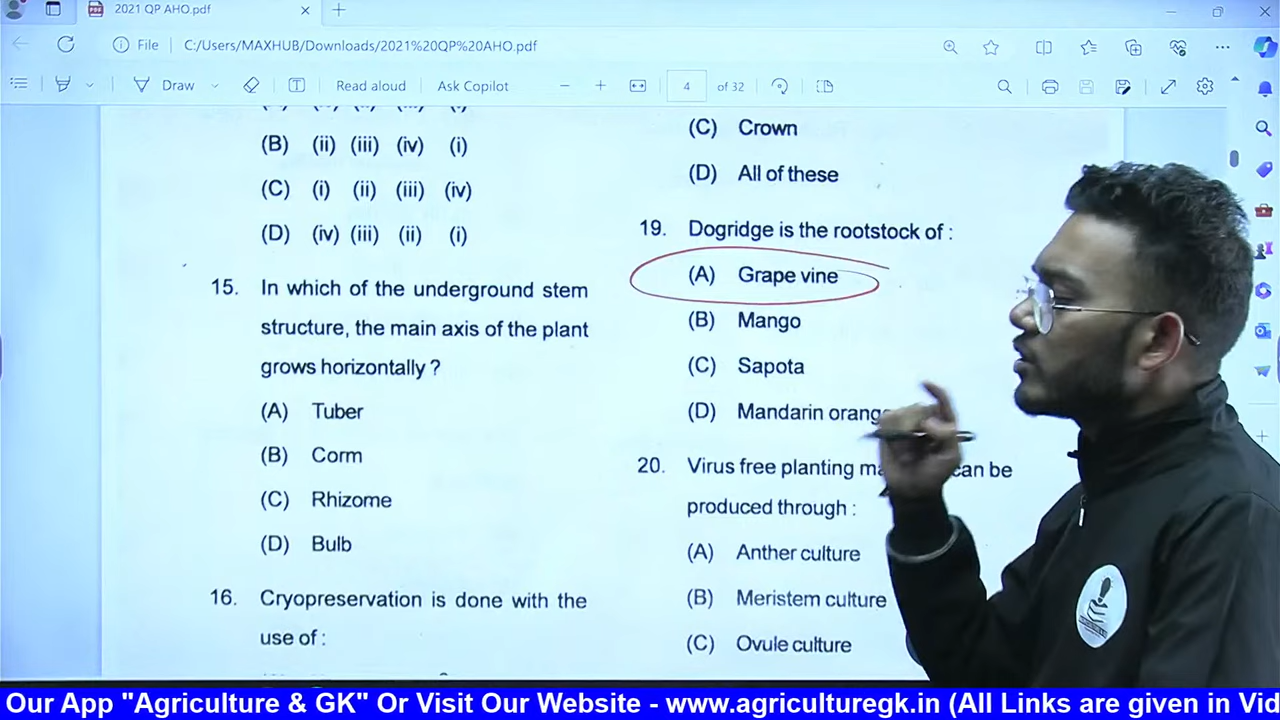 2021 QP AHO.pdf
File
C:/Users/MAXHUB/Downloads/2021%20QP%20AHO.pdf
Draw
Read aloud
Ask Copilot
4
of 32
(B) (ii) (iii) (iv) (i)
(C) (i) (ii) (iii) (iv)
(D) (iv) (iii) (ii) (i)
15. In which of the underground stem
structure, the main axis of the plant
grows horizontally ?
(A) Tuber
(B) Corm
(C) Rhizome
(D) Bulb
16. Cryopreservation is done with the
use of :
(C) Crown
(D) All of these
19. Dogridge is the rootstock of :
(A) Grape vine
(B) Mango
(C) Sapota
(D) Mandarin orang
20. Virus free planting ma can be
produced through :
(A) Anther culture
(B) Meristem culture
(C) Ovule culture
Our App "Agriculture & GK" Or Visit Our Website - www.agriculturegk.in (All Links are given in Vid